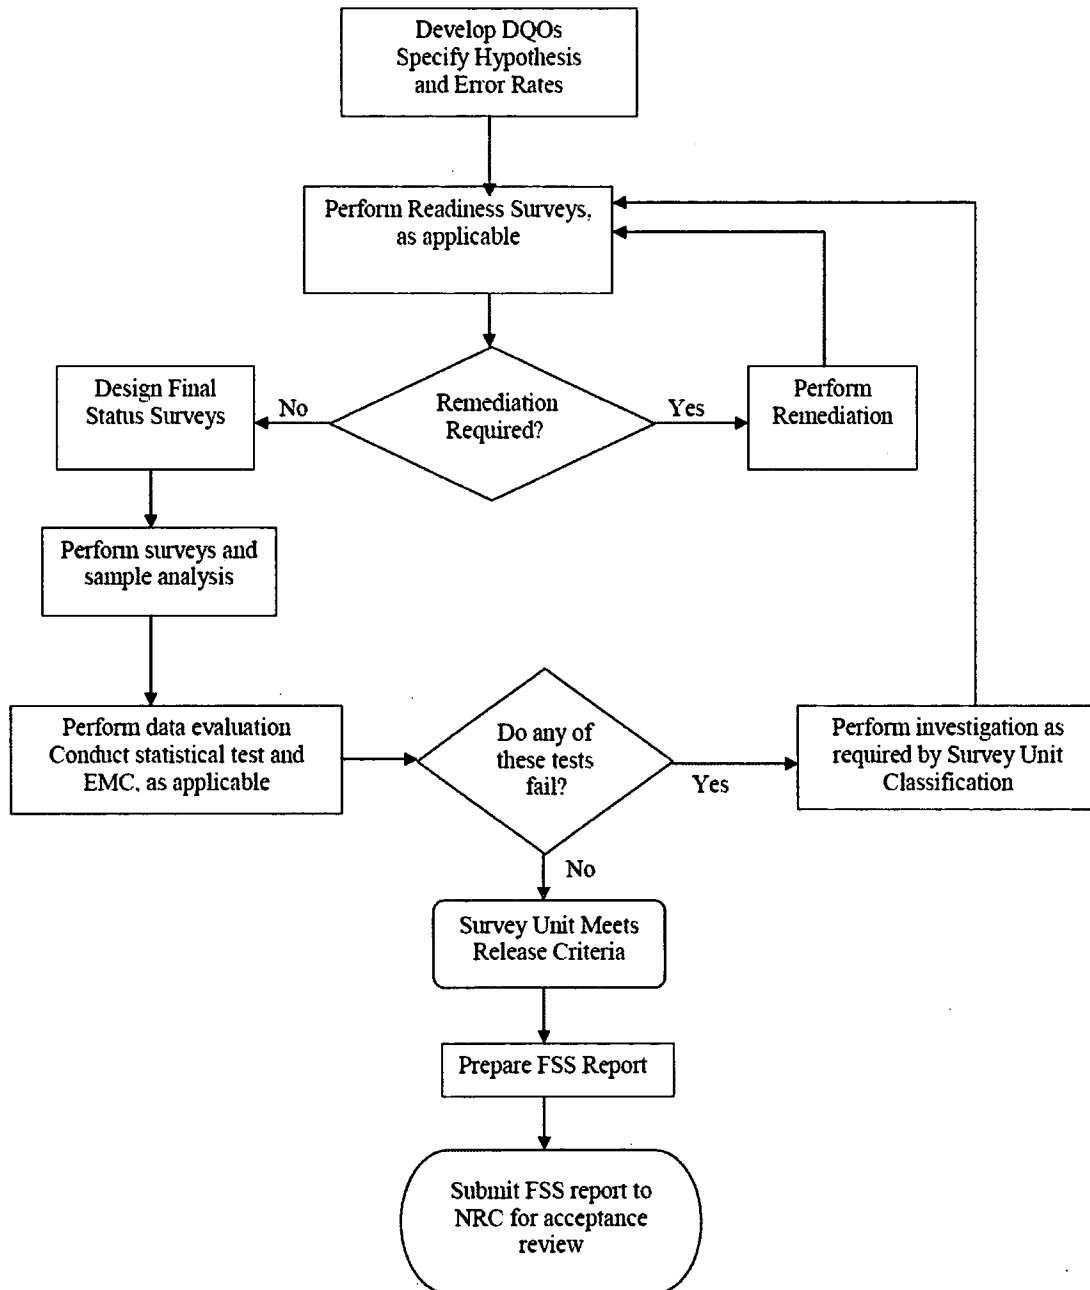 Develop DQOs
Specify Hypothesis
and Error Rates
Perform Readiness Surveys,
as applicable
Design Final
Status Surveys
No
Remediation
Required?
Yes
Perform
Remediation
Perform surveys and
sample analysis
Perform data evaluation
Conduct statistical test and
EMC, as applicable
Do any of
these tests
fail?
Yes
Perform investigation as
required by Survey Unit
Classification
No
Survey Unit Meets
Release Criteria
Prepare FSS Report
Submit FSS report to
NRC for acceptance
review